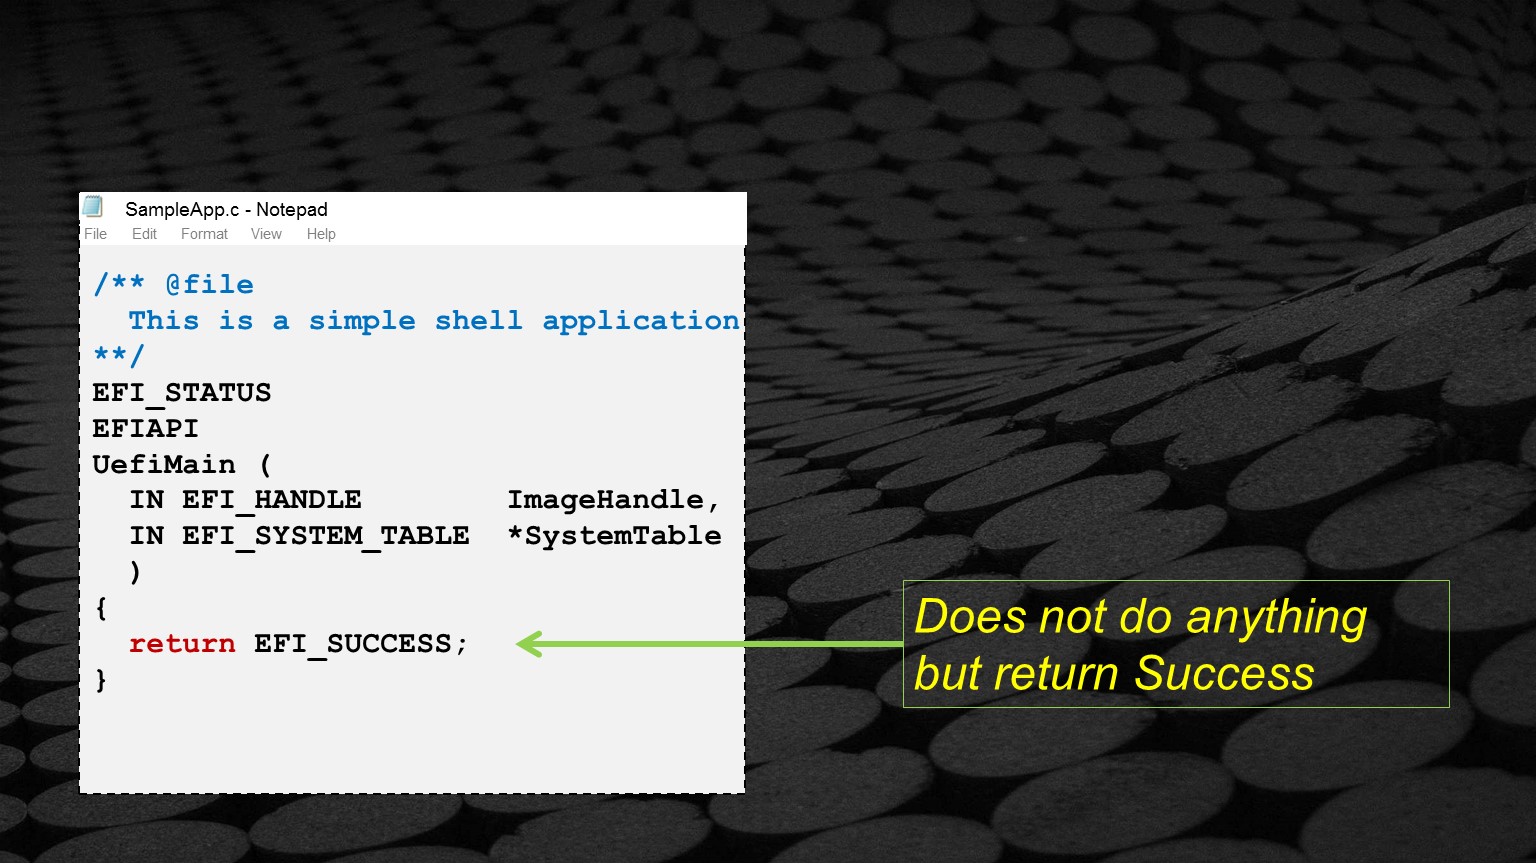 SampleApp.c - Notepad
File Edit Format View Help
/** @file
This is a simple shell application
**/
EFI_STATUS
EFIAPI
UefiMain (
IN EFI_HANDLE ImageHandle,
IN EFI_SYSTEM_TABLE *SystemTable
)
{
return EFI_SUCCESS;
}
Does not do anything
but return Success